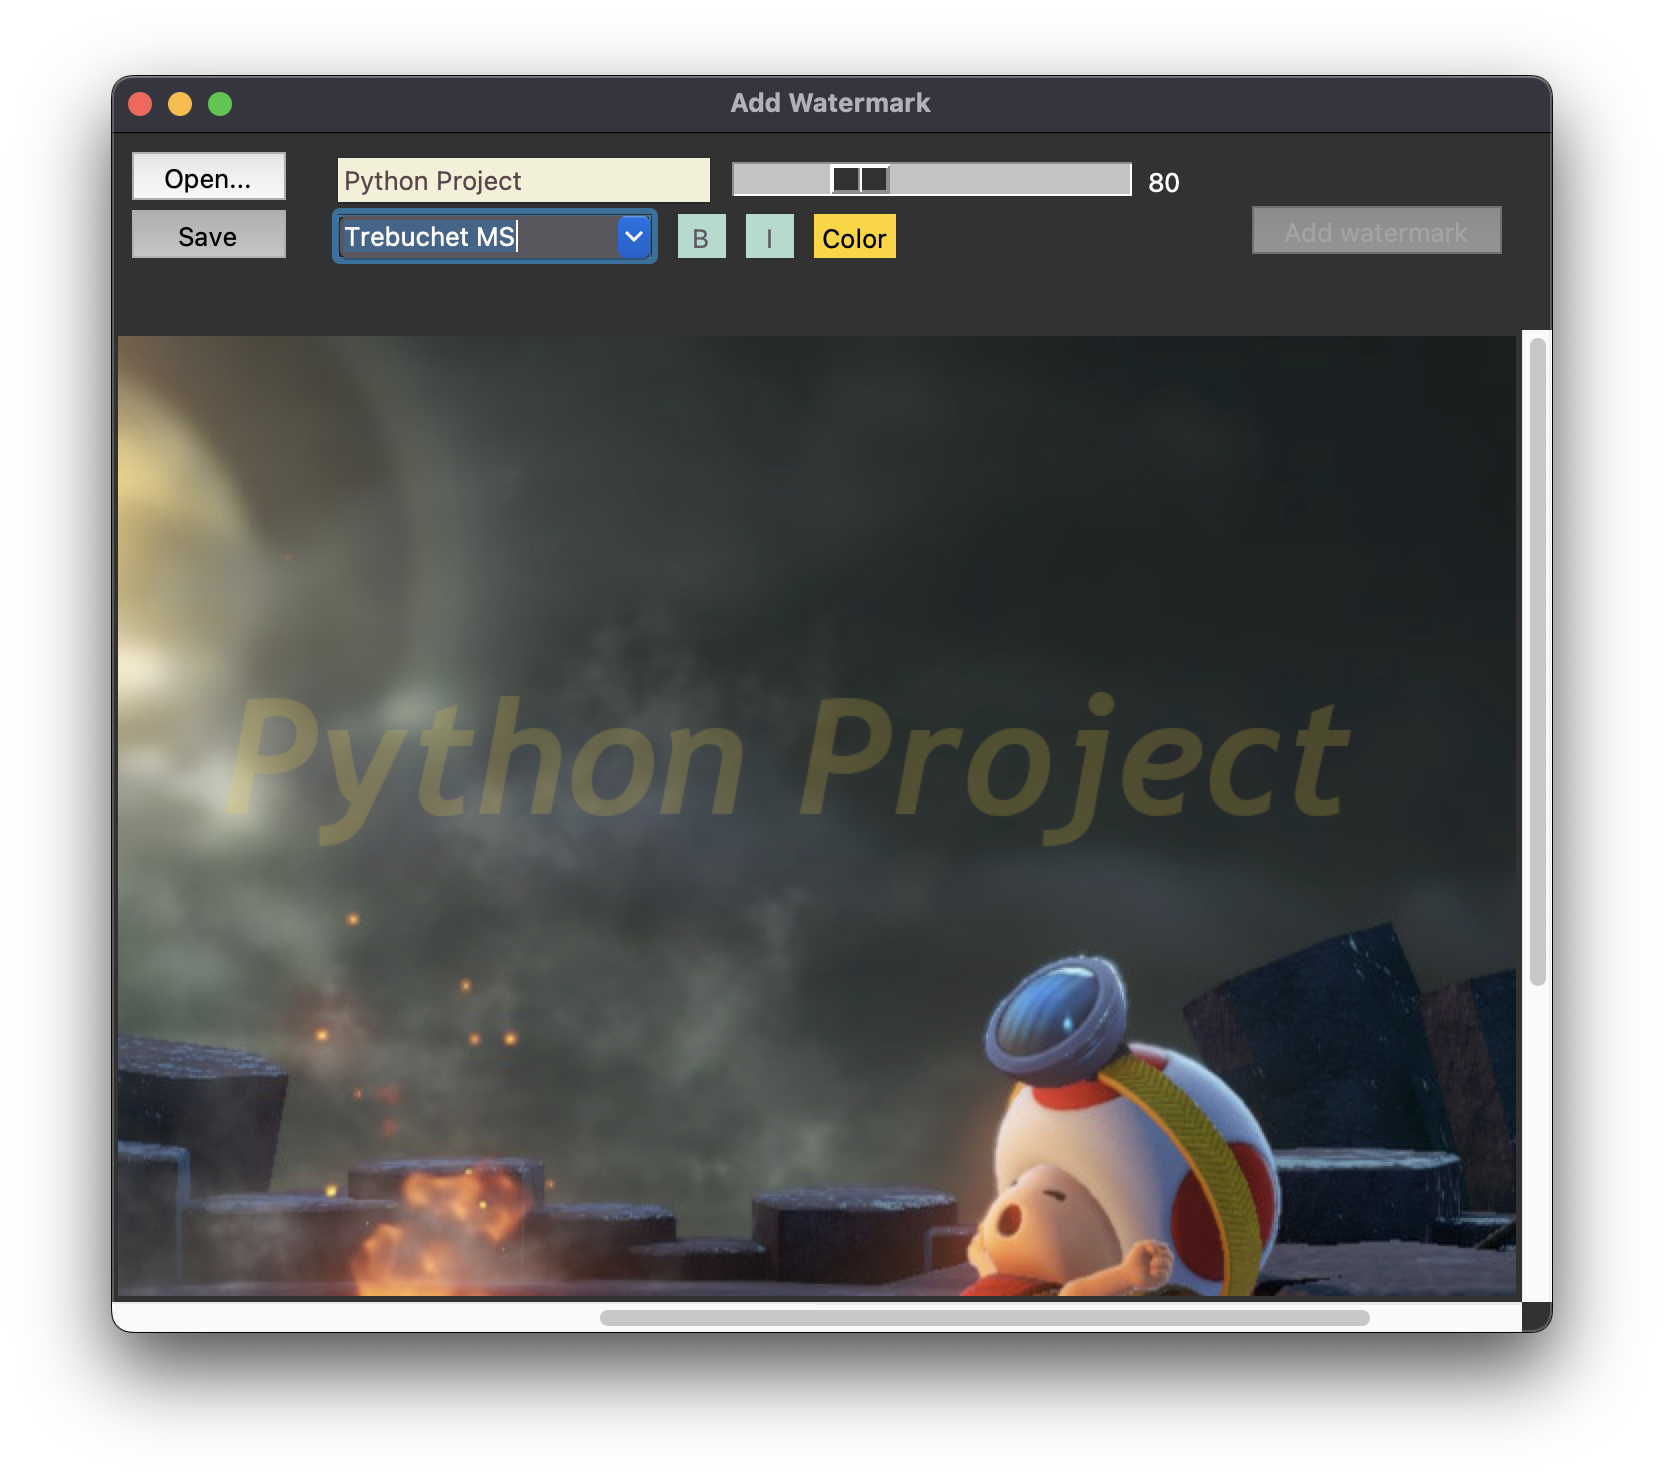 Add Watermark
Open...
Python Project
80
Save
Trebuchet MS
B
I
Color
Add watermark
Python Project